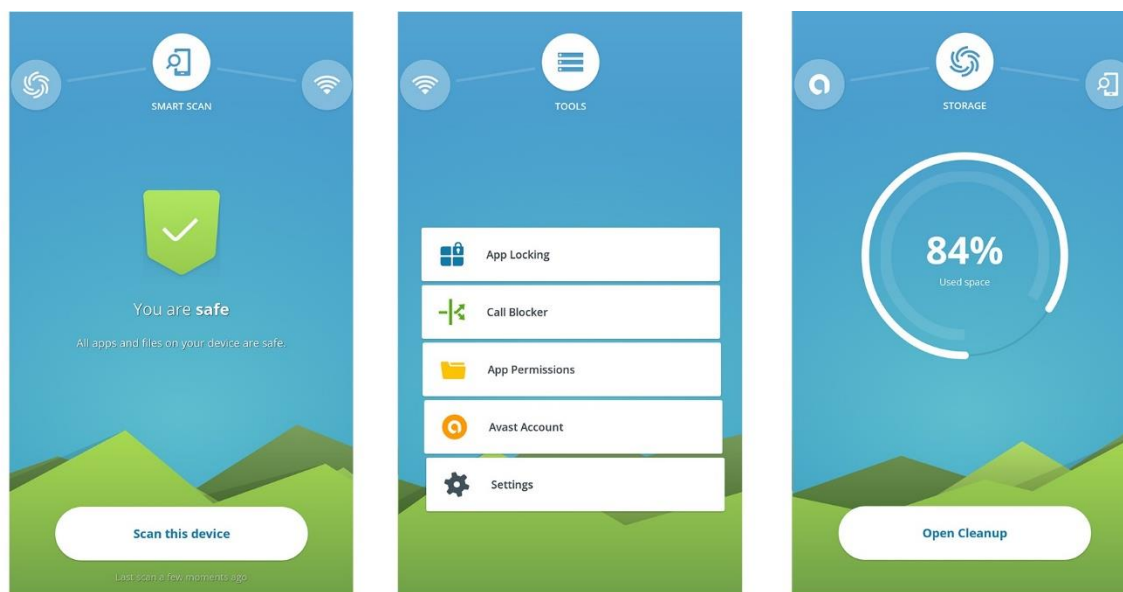 SMART SCAN
You are safe
All apps and files on your device are safe.
Scan this device
Last scan a few moments ago
TOOLS
App Locking
Call Blocker
App Permissions
Avast Account
Settings
STORAGE
84%
Used space
Open Cleanup